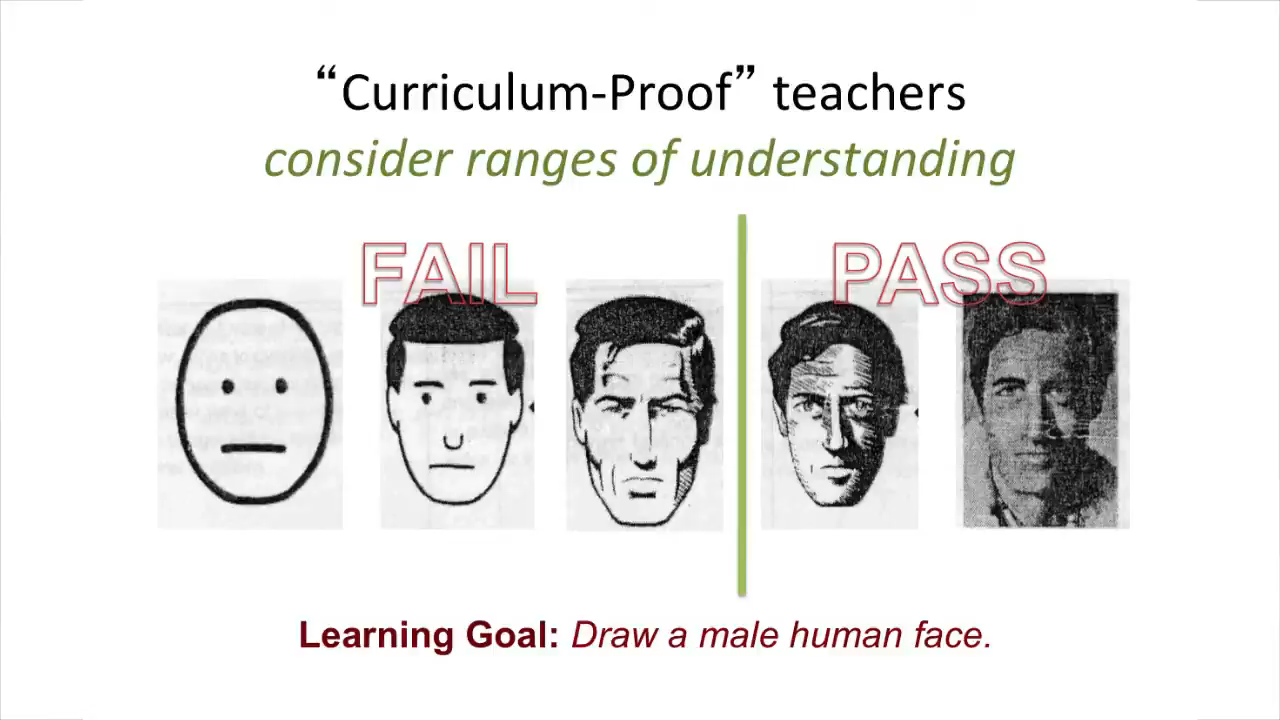 “Curriculum-Proof” teachers
consider ranges of understanding
FAIL
PASS
Learning Goal: Draw a male human face.